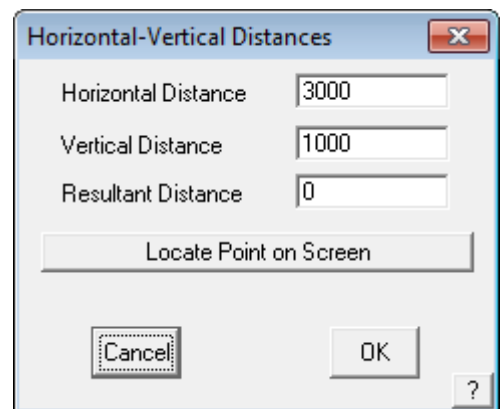 Horizontal-Vertical Distances
Horizontal Distance 3000
Vertical Distance 1000
Resultant Distance 0
Locate Point on Screen
Cancel OK
?